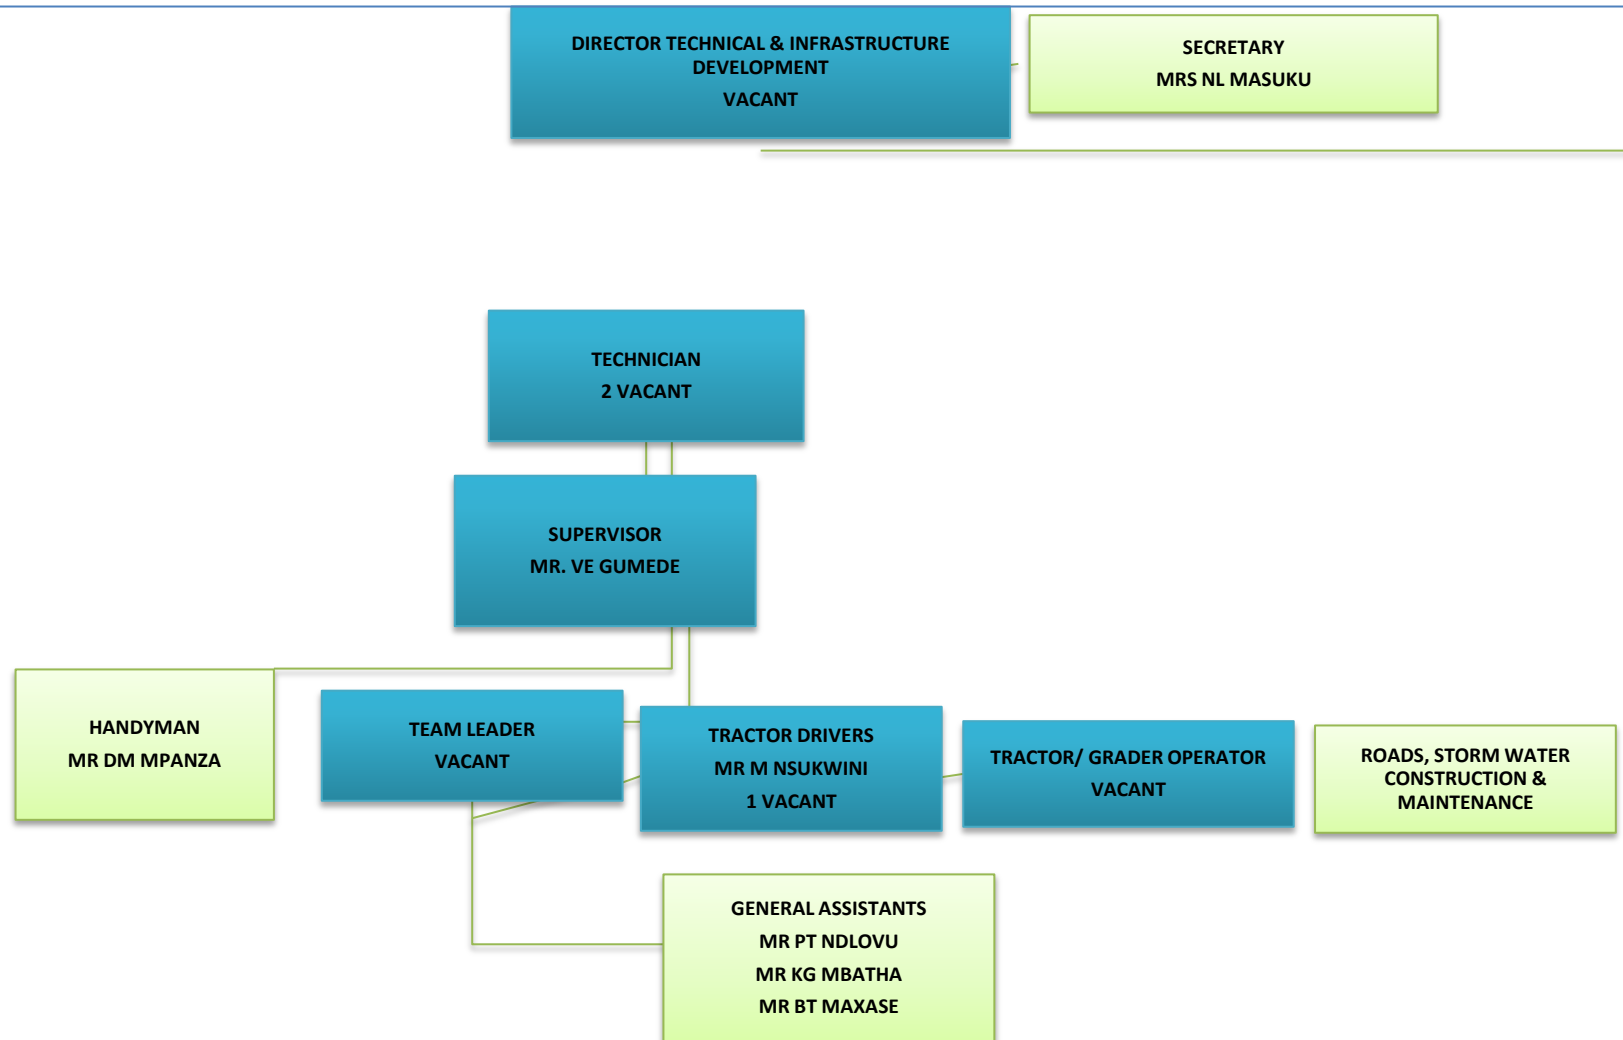 DIRECTOR TECHNICAL & INFRASTRUCTURE
DEVELOPMENT
VACANT
SECRETARY
MRS NL MASUKU
TECHNICIAN
2 VACANT
SUPERVISOR
MR. VE GUMEDE
HANDYMAN
MR DM MPANZA
TEAM LEADER
VACANT
TRACTOR DRIVERS
MR M NSUKWINI
1 VACANT
TRACTOR/ GRADER OPERATOR
VACANT
ROADS, STORM WATER
CONSTRUCTION &
MAINTENANCE
GENERAL ASSISTANTS
MR PT NDLOVU
MR KG MBATHA
MR BT MAXASE